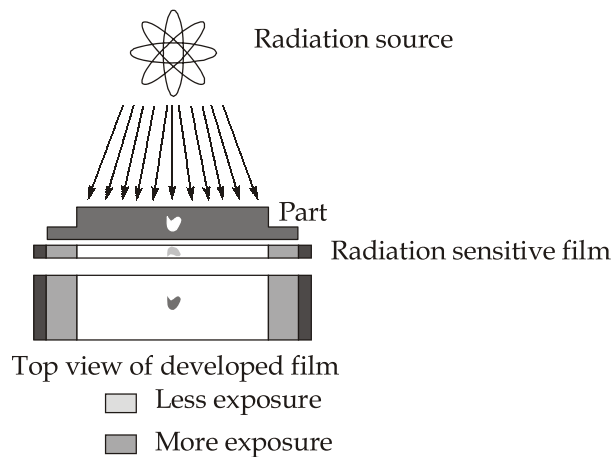 Radiation source
Part
Radiation sensitive film
Top view of developed film
Less exposure
More exposure